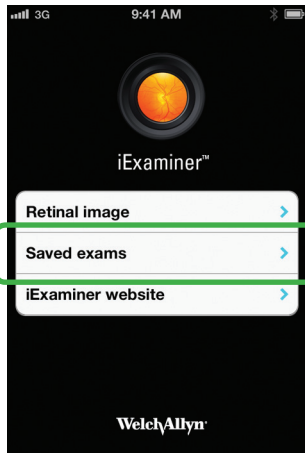 3G 9:41 AM
iExaminer™
Retinal image
Saved exams
iExaminer website
WelchAllyn®